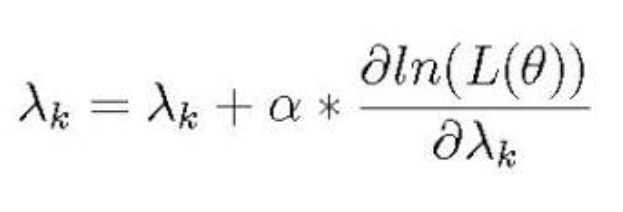 λ_k = λ_k + α * ∂ln(L(θ)) / ∂λ_k